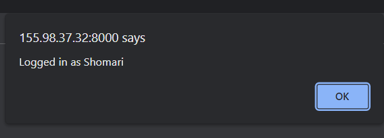 155.98.37.32:8000 says
Logged in as Shomari
OK